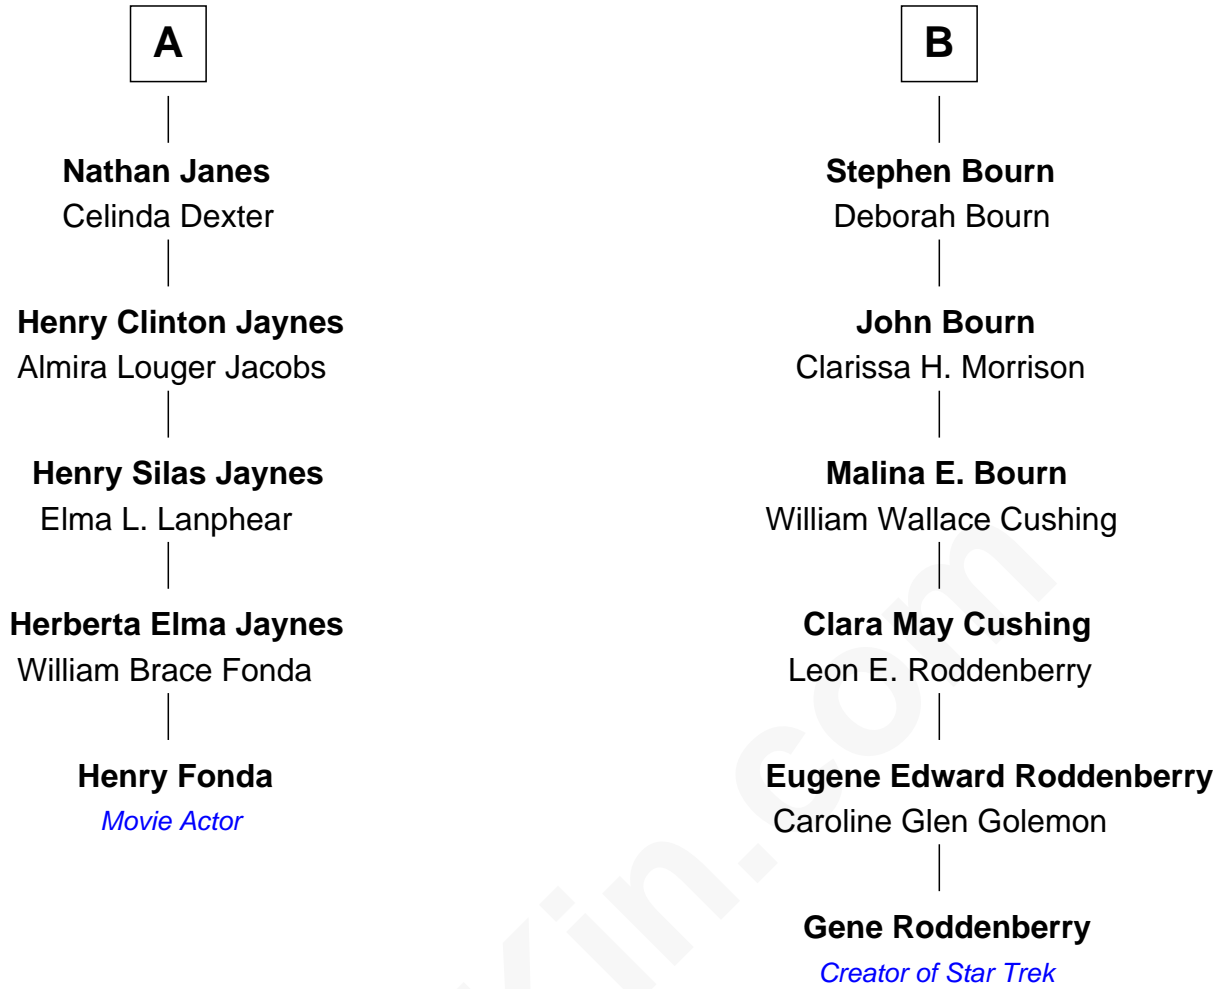 A
Nathan Janes
Celinda Dexter
Henry Clinton Jaynes
Almira Louger Jacobs
Henry Silas Jaynes
Elma L. Lanphear
Herberta Elma Jaynes
William Brace Fonda
Henry Fonda
Movie Actor
B
Stephen Bourn
Deborah Bourn
John Bourn
Clarissa H. Morrison
Malina E. Bourn
William Wallace Cushing
Clara May Cushing
Leon E. Roddenberry
Eugene Edward Roddenberry
Caroline Glen Golemon
Gene Roddenberry
Creator of Star Trek